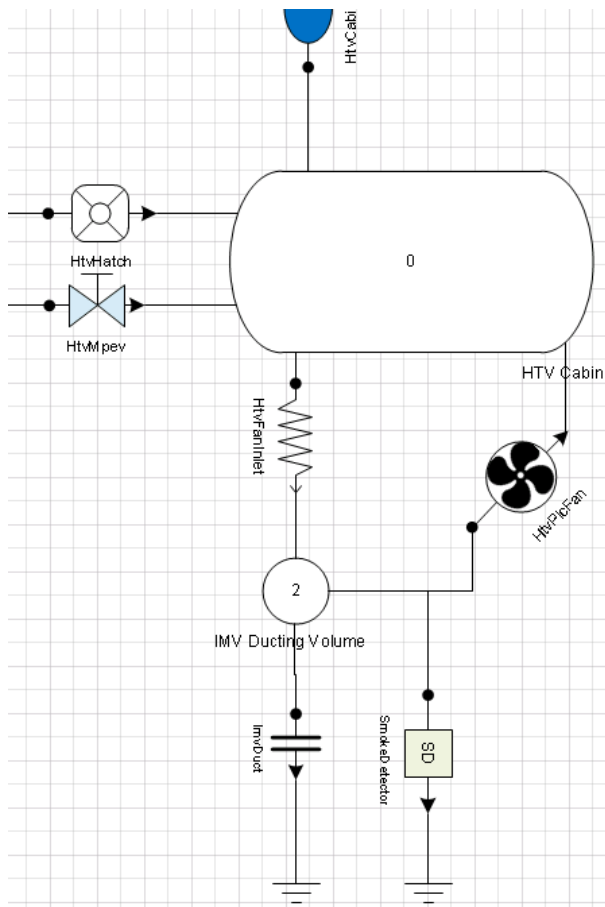 HtvCabi
HtvHatch
0
HtvMpev
HTV Cabin
HtvFanInlet
HtvPlcFan
2
IMV Ducting Volume
ImvDuct
SmokeDetector
SD